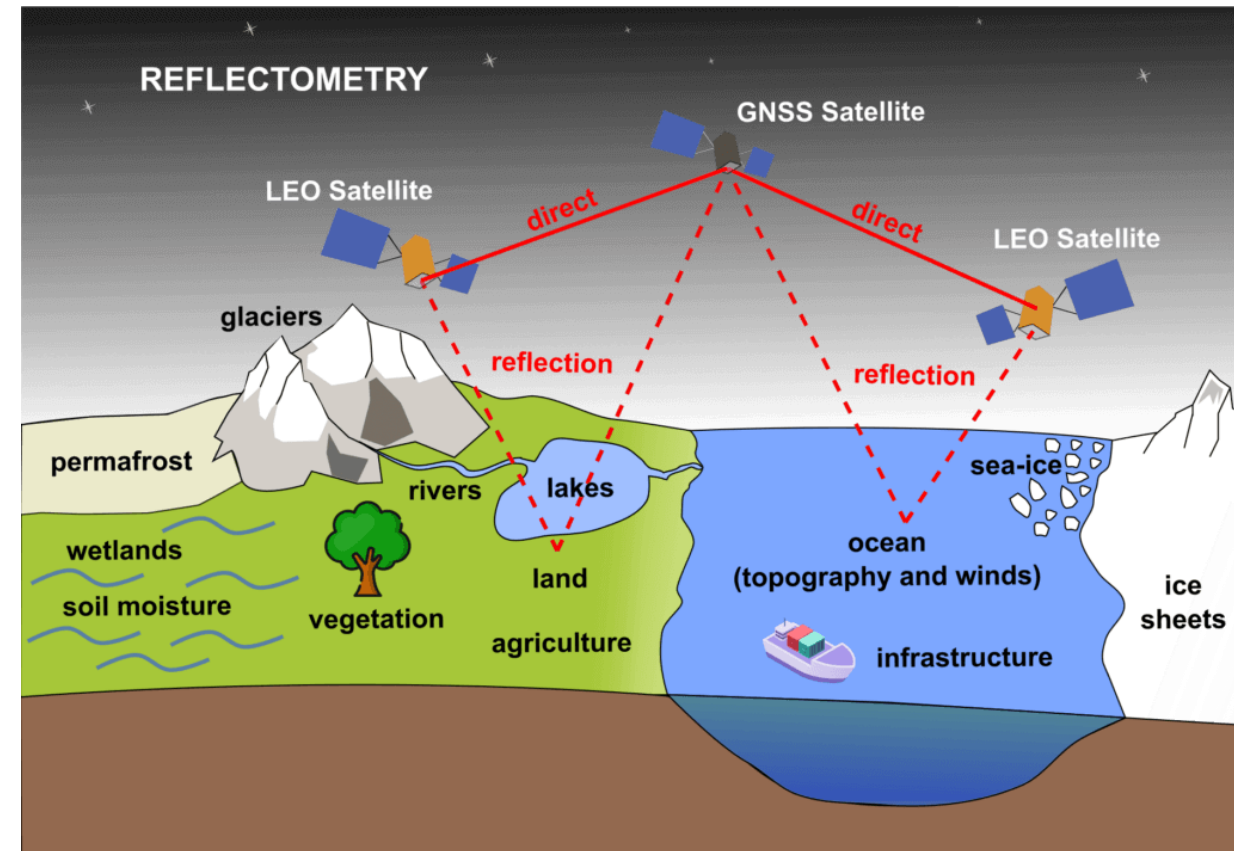 REFLECTOMETRY
GNSS Satellite
LEO Satellite
direct
direct
LEO Satellite
glaciers
reflection
reflection
permafrost
rivers
lakes
sea-ice
wetlands
ocean
(topography and winds)
land
soil moisture
vegetation
agriculture
infrastructure
ice
sheets